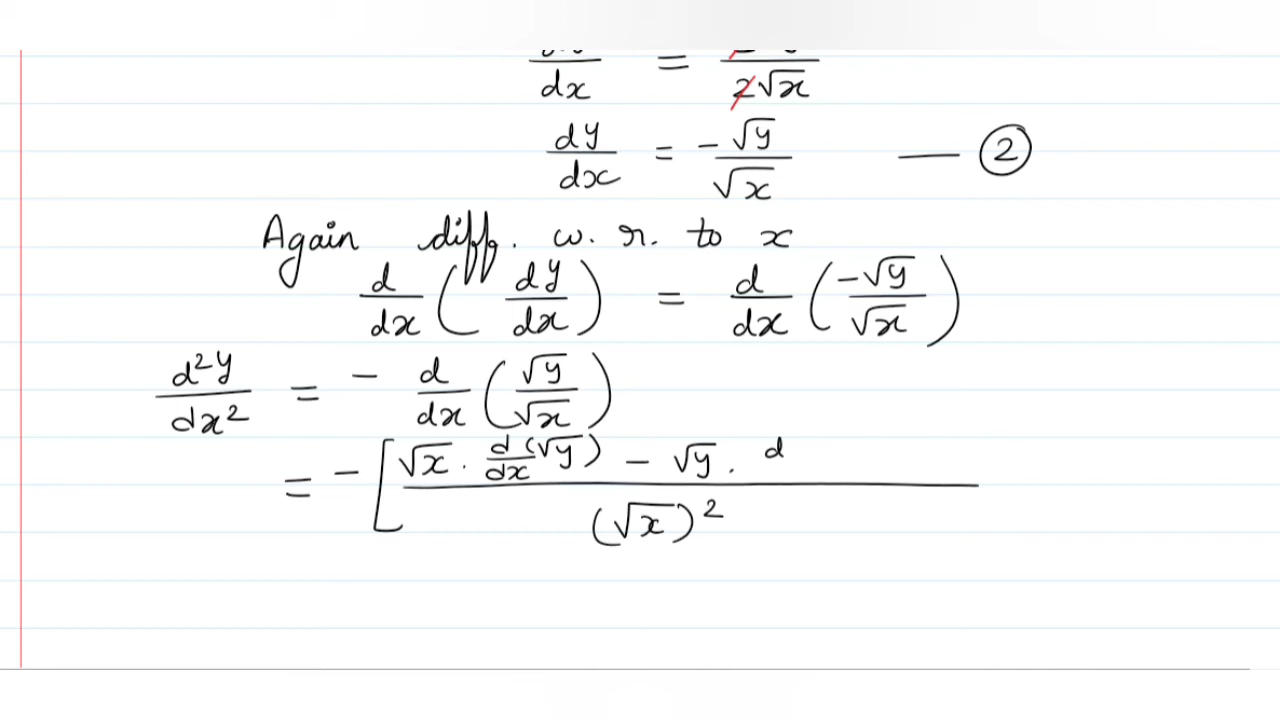 dx = 2√x
dy/dx = -√y/√x — ②
Again diff. w. r. to x
d/dx (dy/dx) = d/dx (-√y/√x)
d²y/dx² = - d/dx (√y/√x)
= - [√x . d/dx (√y) - √y . d / (√x)²